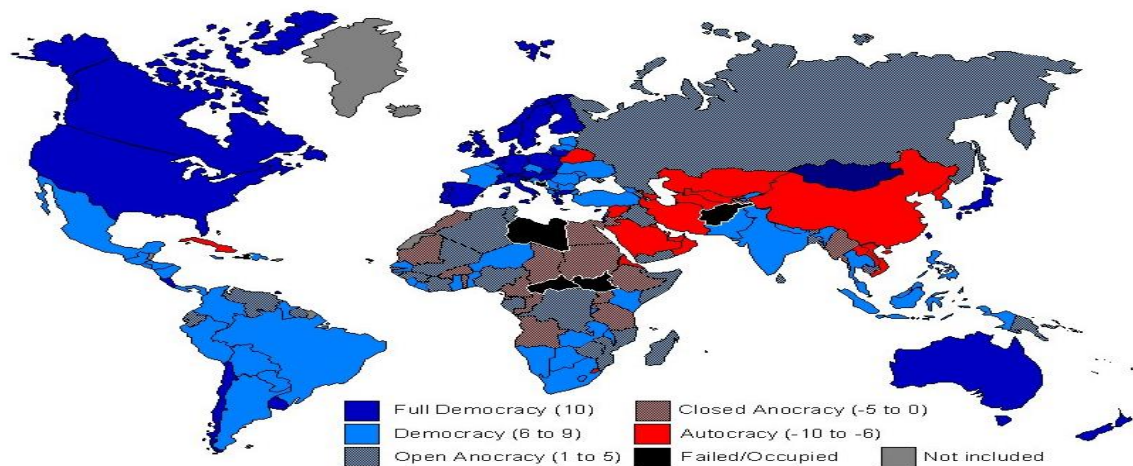 Full Democracy (10)
Closed Anocracy (-5 to 0)
Democracy (6 to 9)
Autocracy (-10 to -6)
Open Anocracy (1 to 5)
Failed/Occupied
Not included